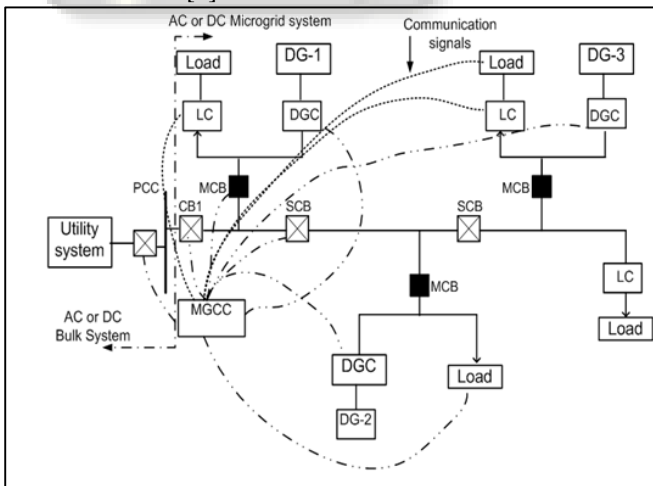 AC or DC Microgrid system
Communication
signals
Load
DG-1
Load
DG-3
LC
DGC
LC
DGC
PCC
MCB
MCB
CB1
SCB
SCB
Utility
system
MGCC
MCB
LC
AC or DC
Bulk System
Load
DGC
Load
DG-2